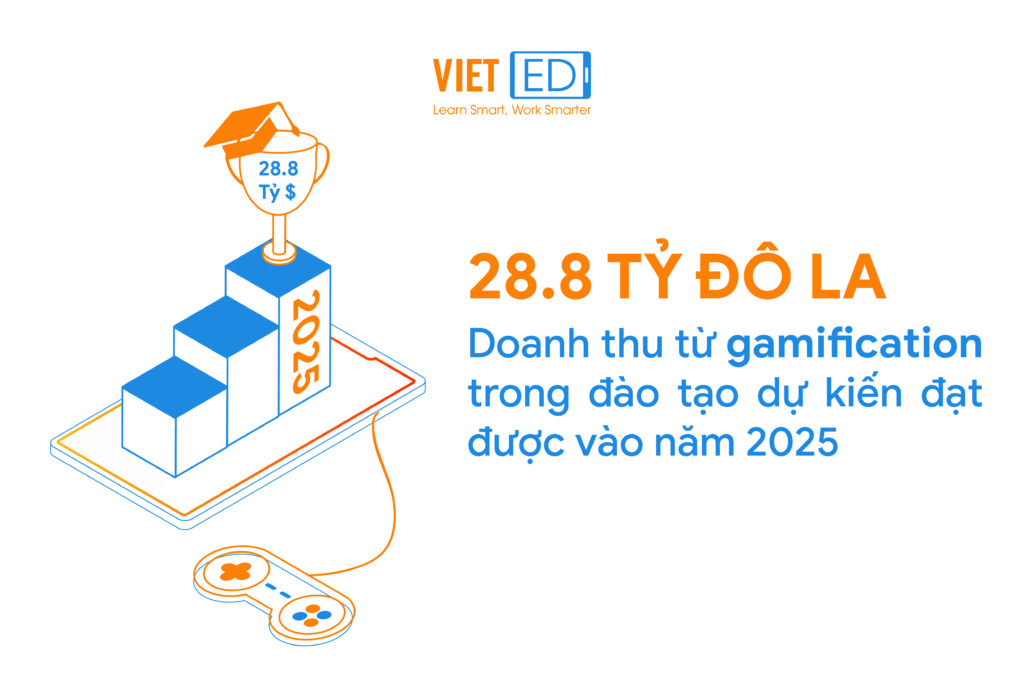 VIET ED
Learn Smart, Work Smarter
28.8
Tỷ $
2025
28.8 TỶ ĐÔ LA
Doanh thu từ gamification
trong đào tạo dự kiến đạt
được vào năm 2025